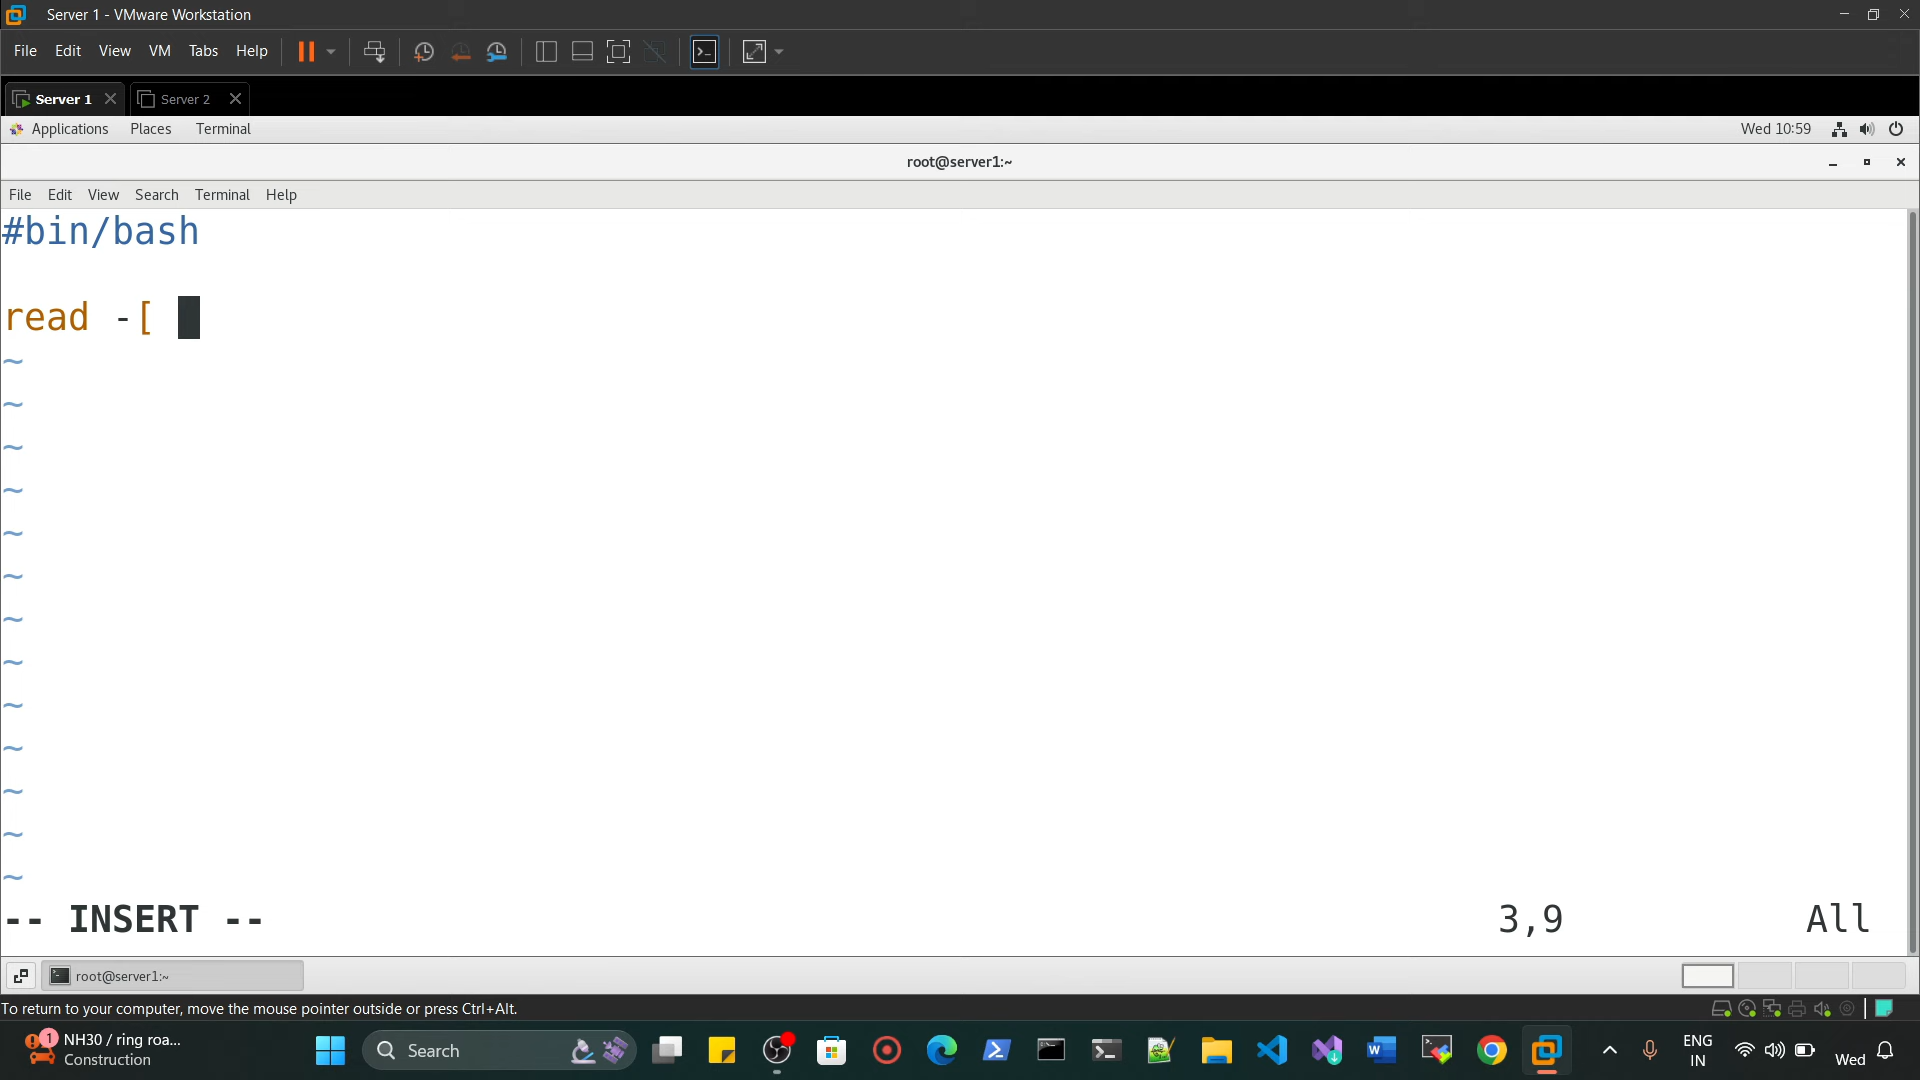 Server 1 - VMware Workstation
File Edit View VM Tabs Help
Server 1 Server 2
Applications Places Terminal Wed 10:59
root@server1:~
File Edit View Search Terminal Help
#bin/bash
read -[
~
~
~
~
~
~
~
~
~
~
~
~
~
-- INSERT -- 3,9 All
root@server1:~
To return to your computer, move the mouse pointer outside or press Ctrl+Alt.
1 NH30 / ring roa...
Construction
Search
ENG
IN
Wed